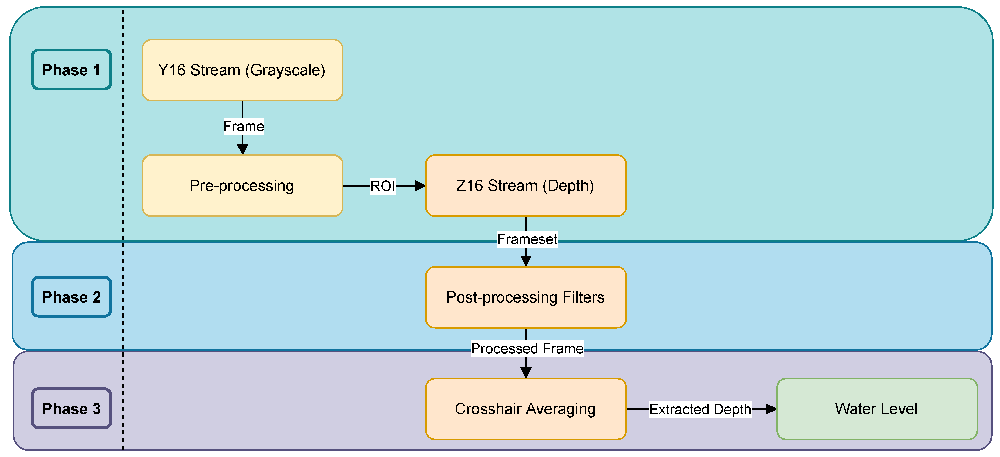 Phase 1
Y16 Stream (Grayscale)
Frame
Pre-processing
ROI
Z16 Stream (Depth)
Frameset
Phase 2
Post-processing Filters
Processed Frame
Phase 3
Crosshair Averaging
Extracted Depth
Water Level